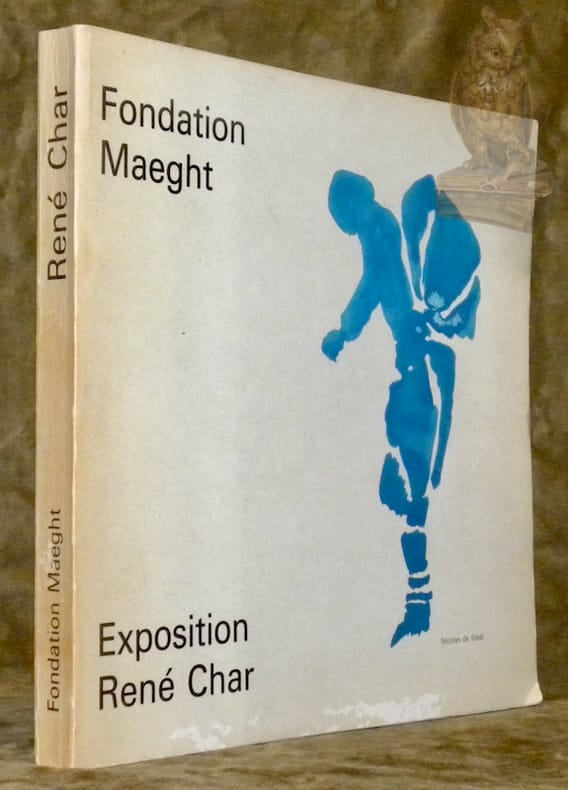 René Char
Fondation Maeght
Fondation
Maeght
Nicolas de Staël
Exposition
René Char